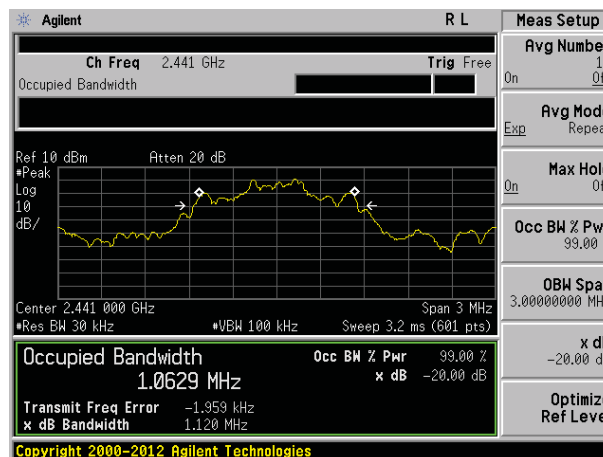 Agilent R L Meas Setup
Avg Numbe
Ch Freq 2.441 GHz Trig Free
On
Occupied Bandwidth
Avg Mod
Exp Repea
Ref 10 dBm Atten 20 dB
#Peak
Log
10
dB/
Max Hol
On
Occ BW % Pw
99.00
OBW Spa
3.00000000 MH
Center 2.441 000 GHz Span 3 MHz
#Res BW 30 kHz #VBW 100 kHz Sweep 3.2 ms (601 pts)
Occupied Bandwidth Occ BW % Pwr 99.00 %
1.0629 MHz x dB -20.00 dB
x d
-20.00 d
Transmit Freq Error -1.959 kHz
x dB Bandwidth 1.120 MHz
Optimiz
Ref Leve
Copyright 2000-2012 Agilent Technologies